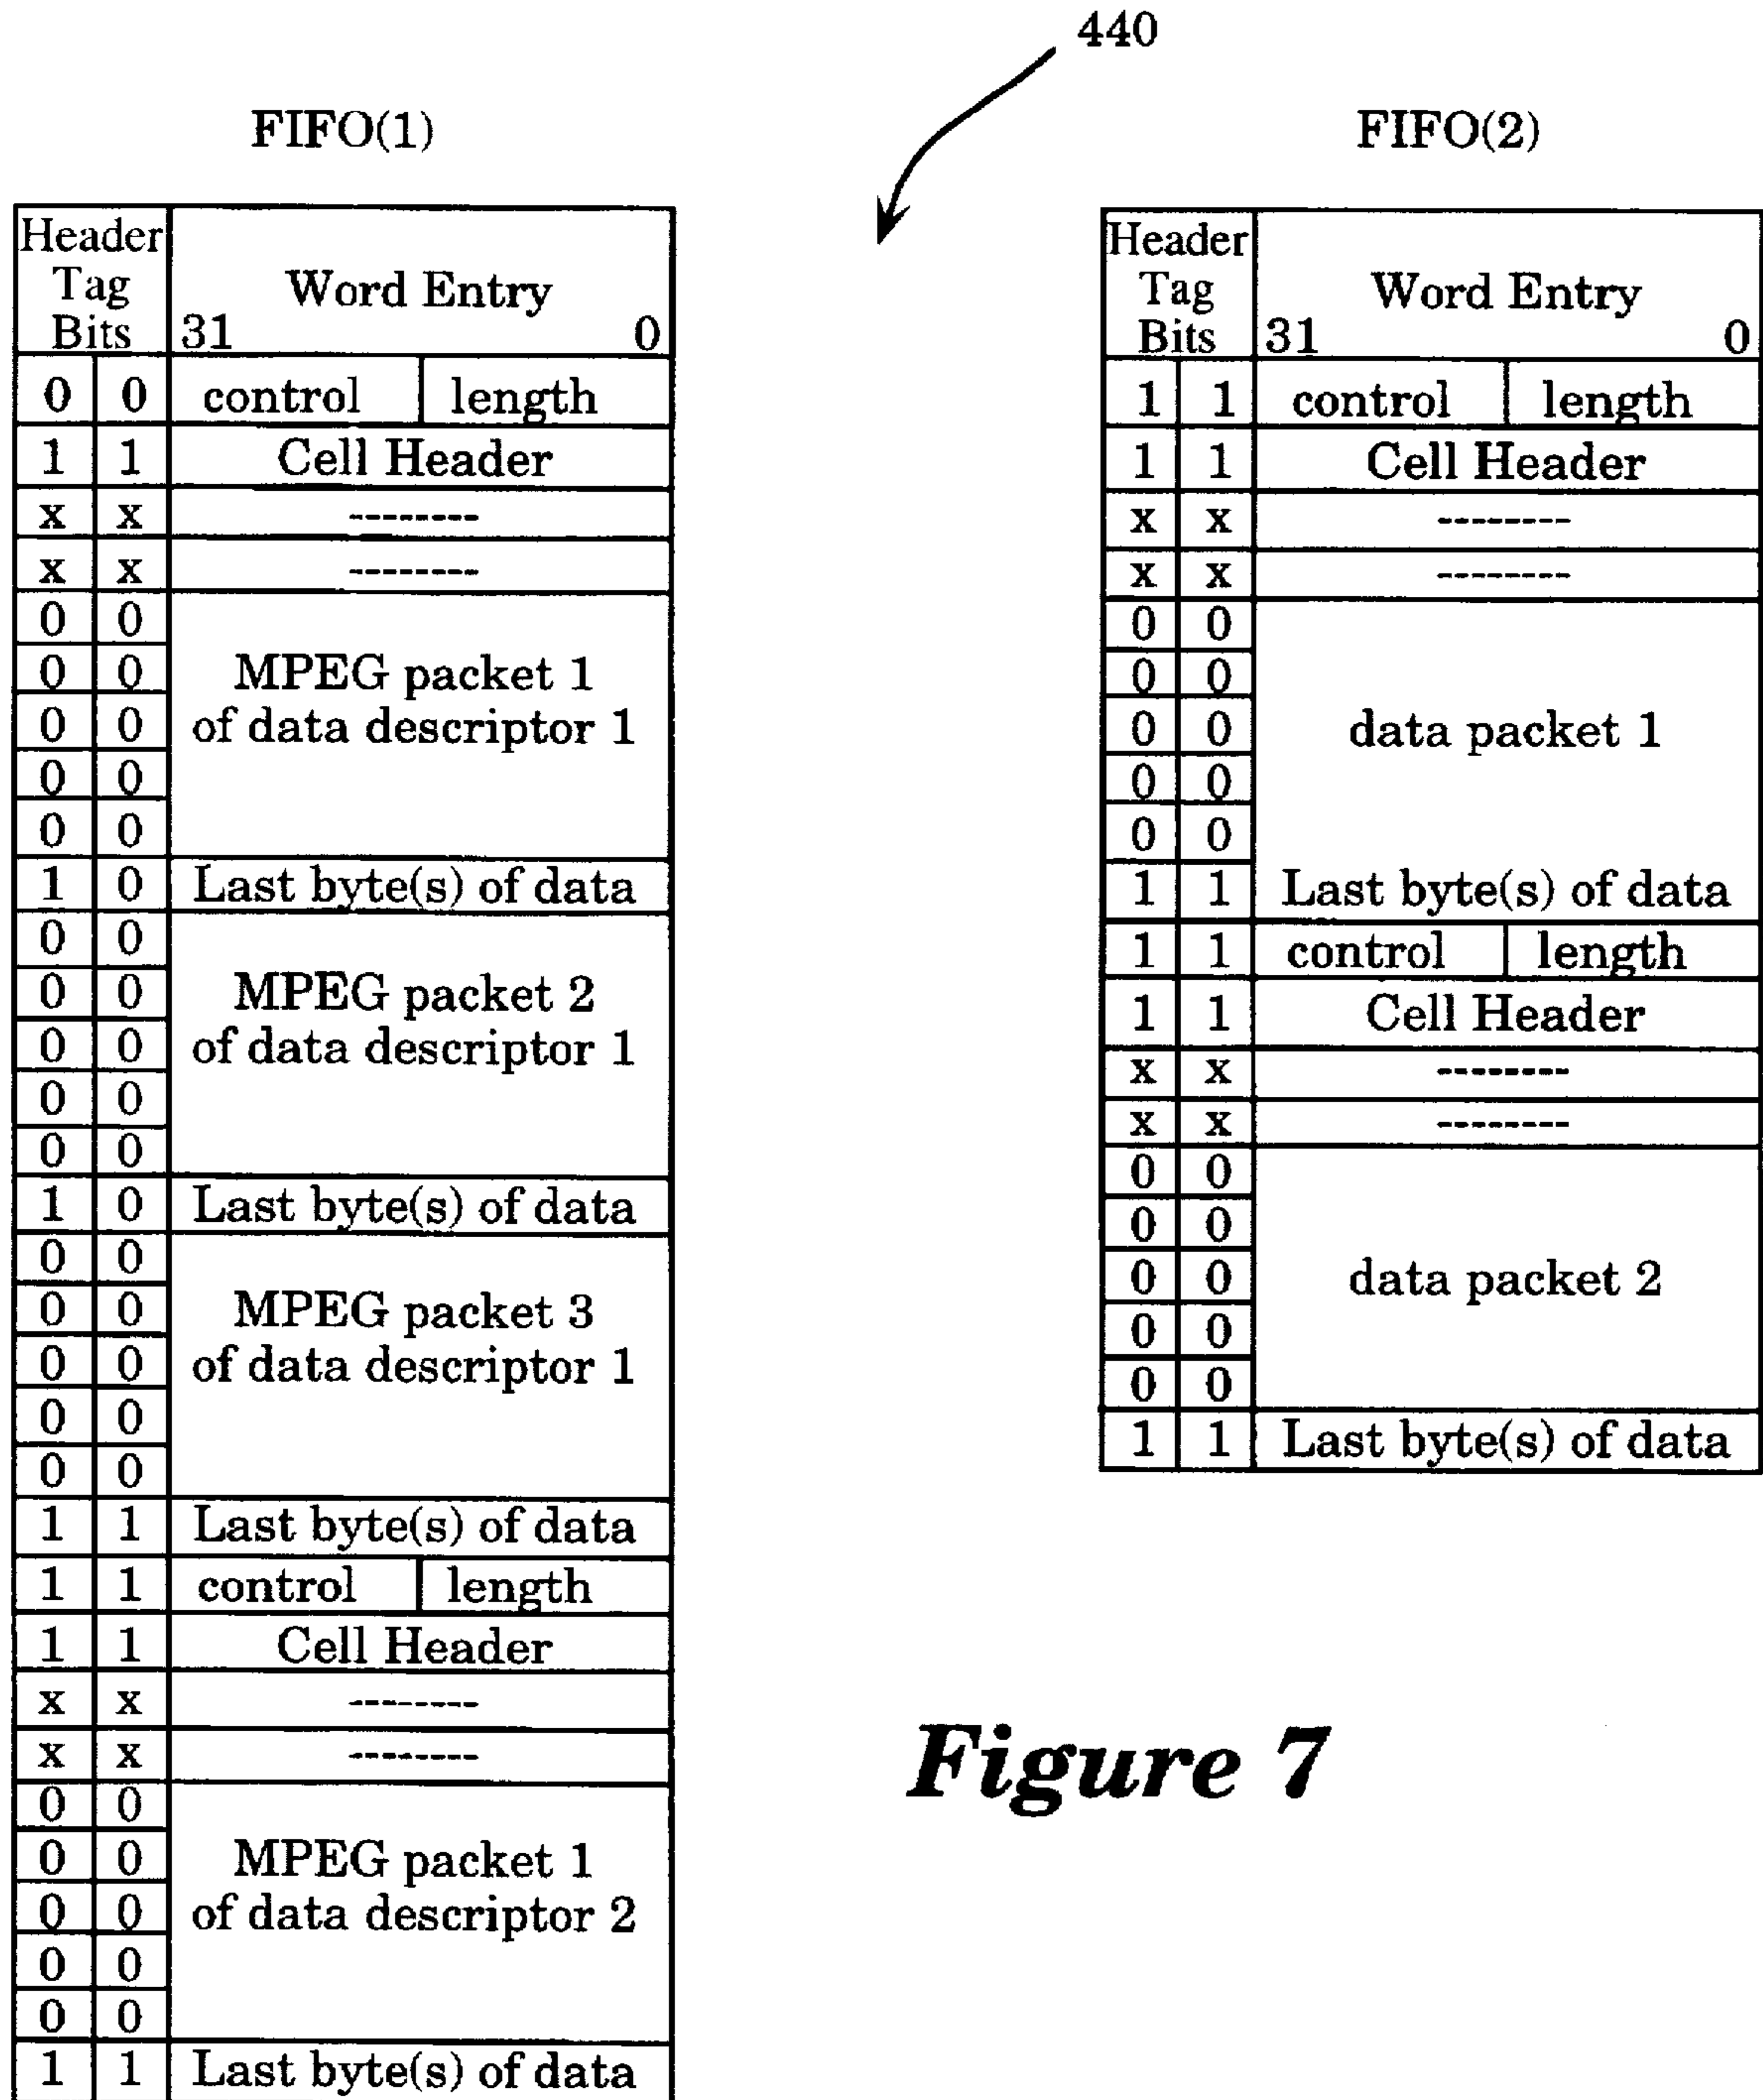 440
FIFO(1)
Header
Tag
Bits
Word Entry
31 0
0 0 control length
1 1 Cell Header
x x --------
x x --------
0 0
0 0 MPEG packet 1
0 0 of data descriptor 1
0 0
0 0
1 0 Last byte(s) of data
0 0
0 0 MPEG packet 2
0 0 of data descriptor 1
0 0
0 0
1 0 Last byte(s) of data
0 0
0 0 MPEG packet 3
0 0 of data descriptor 1
0 0
0 0
1 1 Last byte(s) of data
1 1 control length
1 1 Cell Header
x x --------
x x --------
0 0
0 0 MPEG packet 1
0 0 of data descriptor 2
0 0
0 0
1 1 Last byte(s) of data
FIFO(2)
Header
Tag
Bits
Word Entry
31 0
1 1 control length
1 1 Cell Header
x x --------
x x --------
0 0
0 0
0 0 data packet 1
0 0
0 0
1 1 Last byte(s) of data
1 1 control length
1 1 Cell Header
x x --------
x x --------
0 0
0 0
0 0 data packet 2
0 0
0 0
1 1 Last byte(s) of data
Figure 7